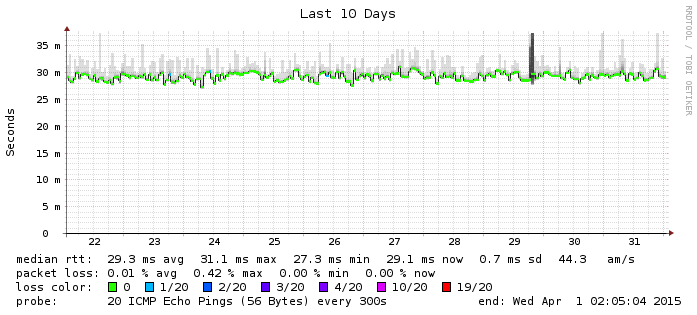 Last 10 Days
RRDTOOL / TOBI OETIKER
Seconds
35 m
30 m
25 m
20 m
15 m
10 m
5 m
0
22 23 24 25 26 27 28 29 30 31
median rtt: 29.3 ms avg 31.1 ms max 27.3 ms min 29.1 ms now 0.7 ms sd 44.3 am/s
packet loss: 0.01 % avg 0.42 % max 0.00 % min 0.00 % now
loss color: 0 1/20 2/20 3/20 4/20 10/20 19/20
probe: 20 ICMP Echo Pings (56 Bytes) every 300s end: Wed Apr 1 02:05:04 2015